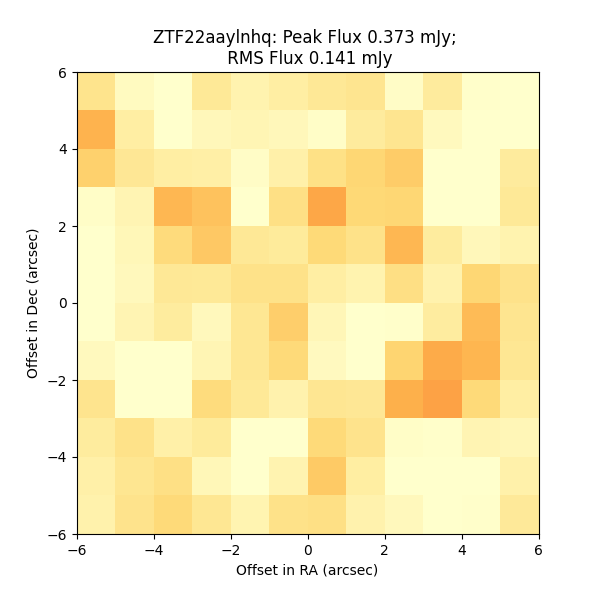 ZTF22aaylnhq: Peak Flux 0.373 mJy;
RMS Flux 0.141 mJy
6
4
2
0
−2
−4
−6
Offset in Dec (arcsec)
−6 −4 −2 0 2 4 6
Offset in RA (arcsec)